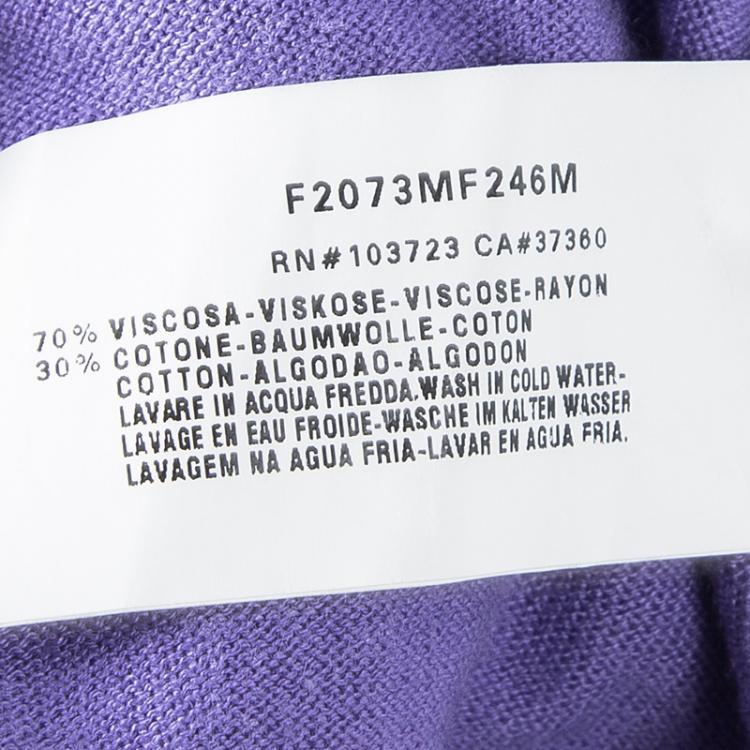 F2073MF246M
RN#103723 CA#37360
70% VISCOSA-VISKOSE-VISCOSE-RAYON
30% COTONE-BAUMWOLLE-COTON
COTTON-ALGODAO-ALGODON
LAVARE IN ACQUA FREDDA.WASH IN COLD WATER-
LAVAGE EN EAU FROIDE-WASCHE IM KALTEN WASSER
LAVAGEM NA AGUA FRIA-LAVAR EN AGUA FRIA.